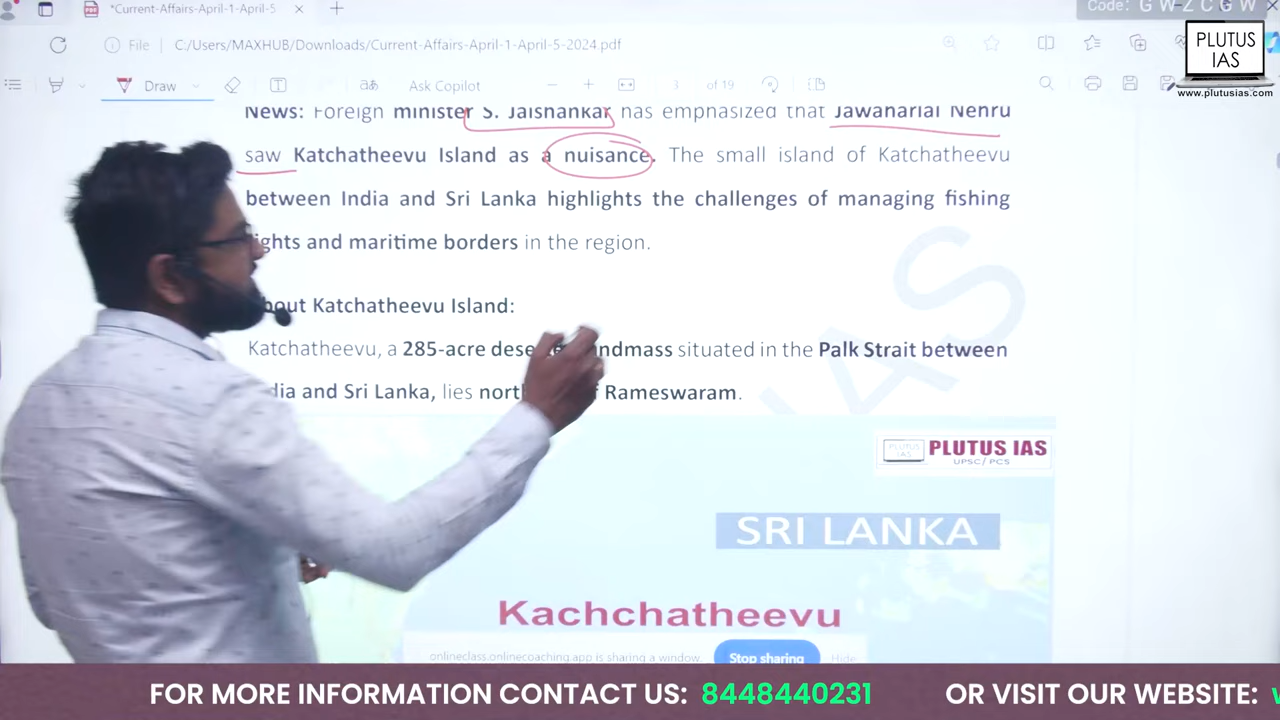 *Current-Affairs-April-1-April-5
Code: G W - Z C G W
File
C:/Users/MAXHUB/Downloads/Current-Affairs-April-1-April-5-2024.pdf
PLUTUS
IAS
www.plutusias.com
Draw
Ask Copilot
3 of 19
News: Foreign minister S. Jaishankar has emphasized that Jawaharlal Nehru
saw Katchatheevu Island as a nuisance. The small island of Katchatheevu
between India and Sri Lanka highlights the challenges of managing fishing
rights and maritime borders in the region.
About Katchatheevu Island:
Katchatheevu, a 285-acre landmass situated in the Palk Strait between
India and Sri Lanka, lies Rameswaram.
IAS
PLUTUS IAS
UPSC/PCS
SRI LANKA
Kachchatheevu
onlineclass.onlinecoaching.app is sharing a window.
Stop sharing
Hide
FOR MORE INFORMATION CONTACT US: 8448440231 OR VISIT OUR WEBSITE: